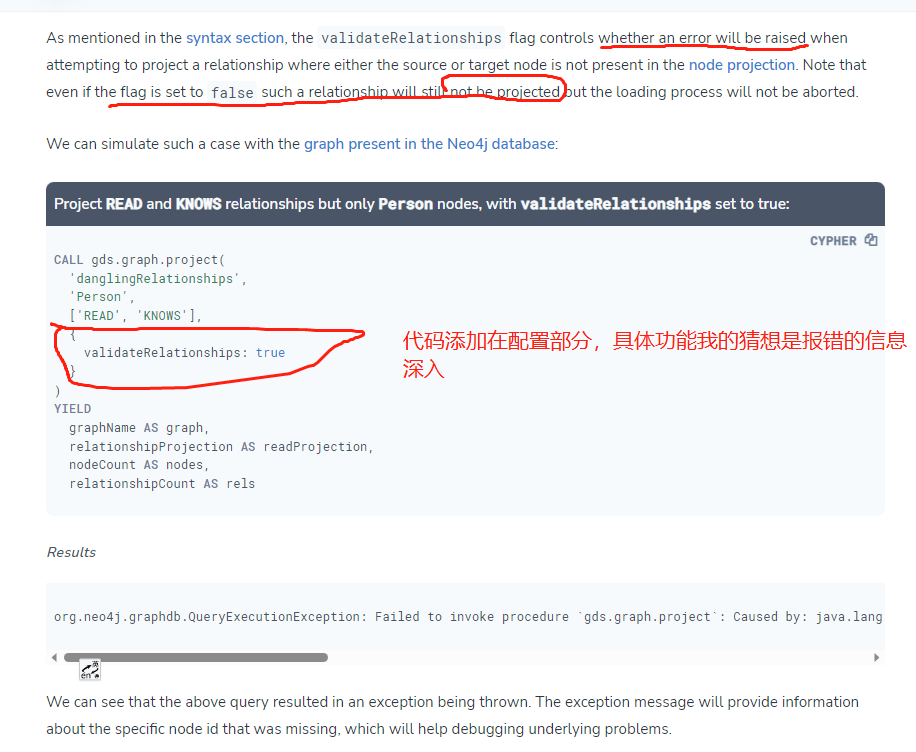 As mentioned in the syntax section, the validateRelationships flag controls whether an error will be raised when
attempting to project a relationship where either the source or target node is not present in the node projection. Note that
even if the flag is set to false such a relationship will still not be projected but the loading process will not be aborted.
We can simulate such a case with the graph present in the Neo4j database:
Project READ and KNOWS relationships but only Person nodes, with validateRelationships set to true:
CYPHER
CALL gds.graph.project(
'danglingRelationships',
'Person',
['READ', 'KNOWS'],
{
validateRelationships: true
}
)
代码添加在配置部分，具体功能我的猜想是报错的信息
深入
YIELD
graphName AS graph,
relationshipProjection AS readProjection,
nodeCount AS nodes,
relationshipCount AS rels
Results
org.neo4j.graphdb.QueryExecutionException: Failed to invoke procedure `gds.graph.project`: Caused by: java.lang
英
en
We can see that the above query resulted in an exception being thrown. The exception message will provide information
about the specific node id that was missing, which will help debugging underlying problems.